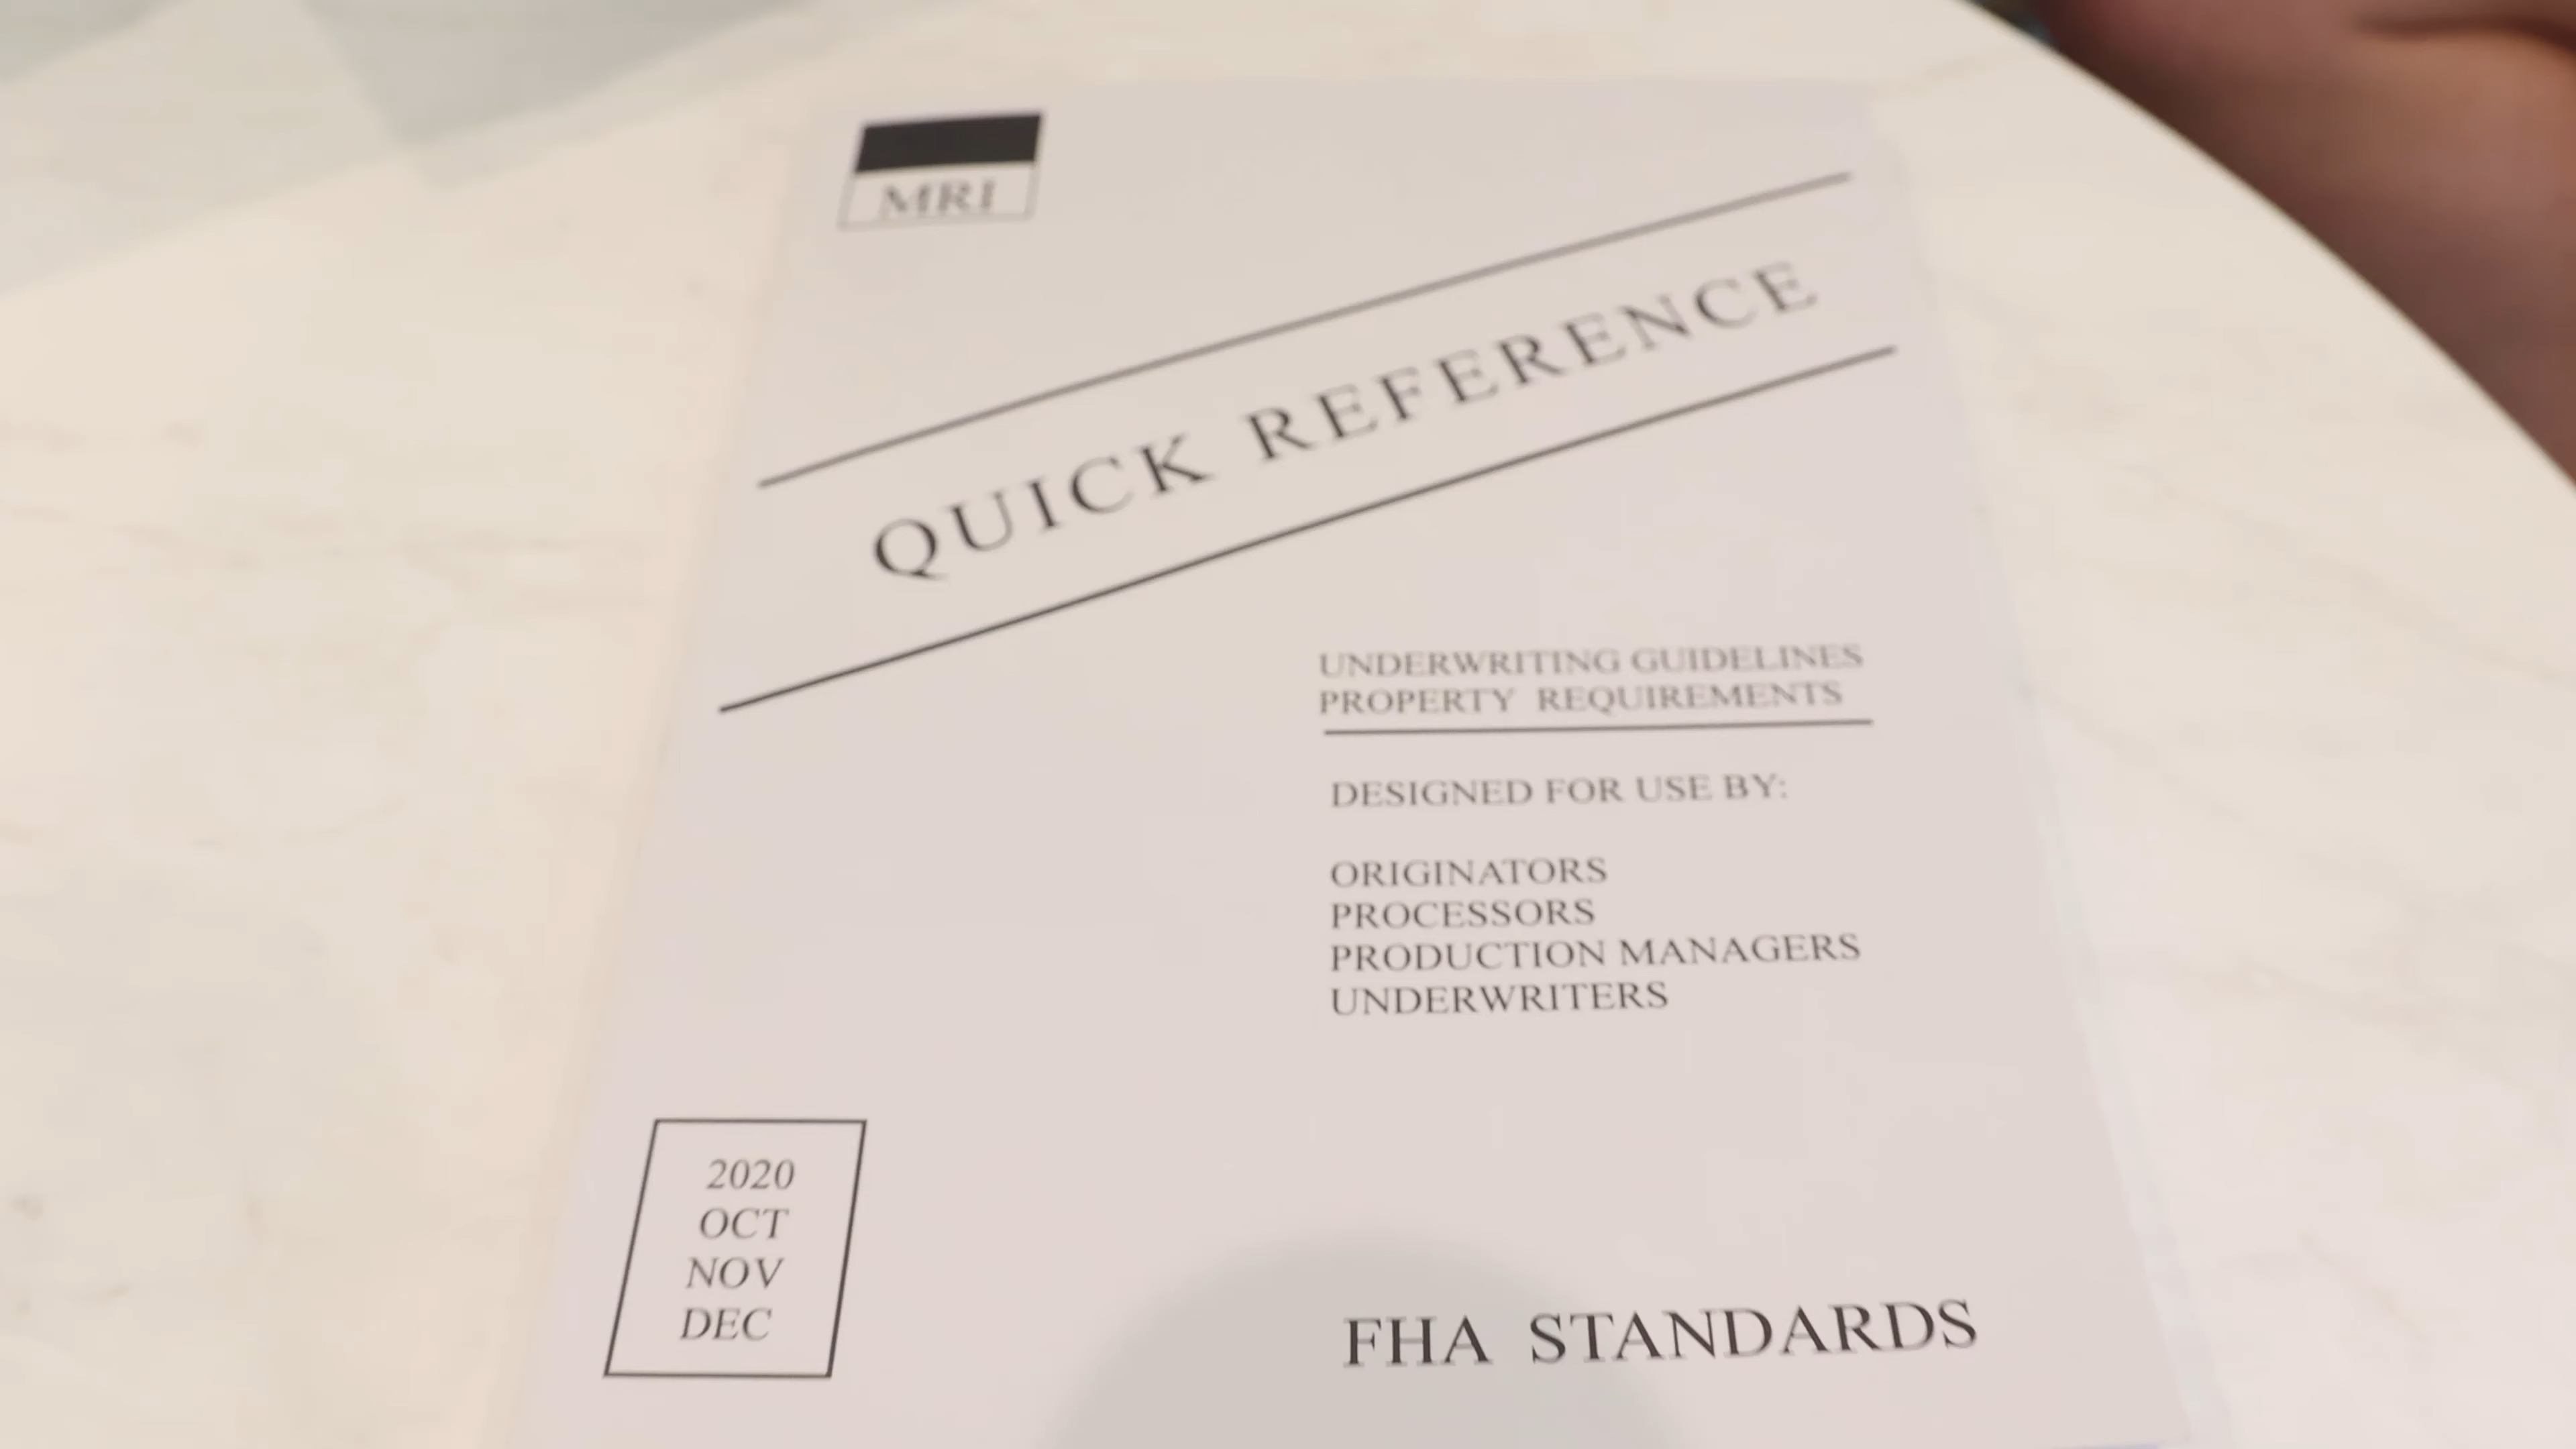 MRI
QUICK REFERENCE
UNDERWRITING GUIDELINES
PROPERTY REQUIREMENTS
DESIGNED FOR USE BY:
ORIGINATORS
PROCESSORS
PRODUCTION MANAGERS
UNDERWRITERS
2020
OCT
NOV
DEC
FHA STANDARDS